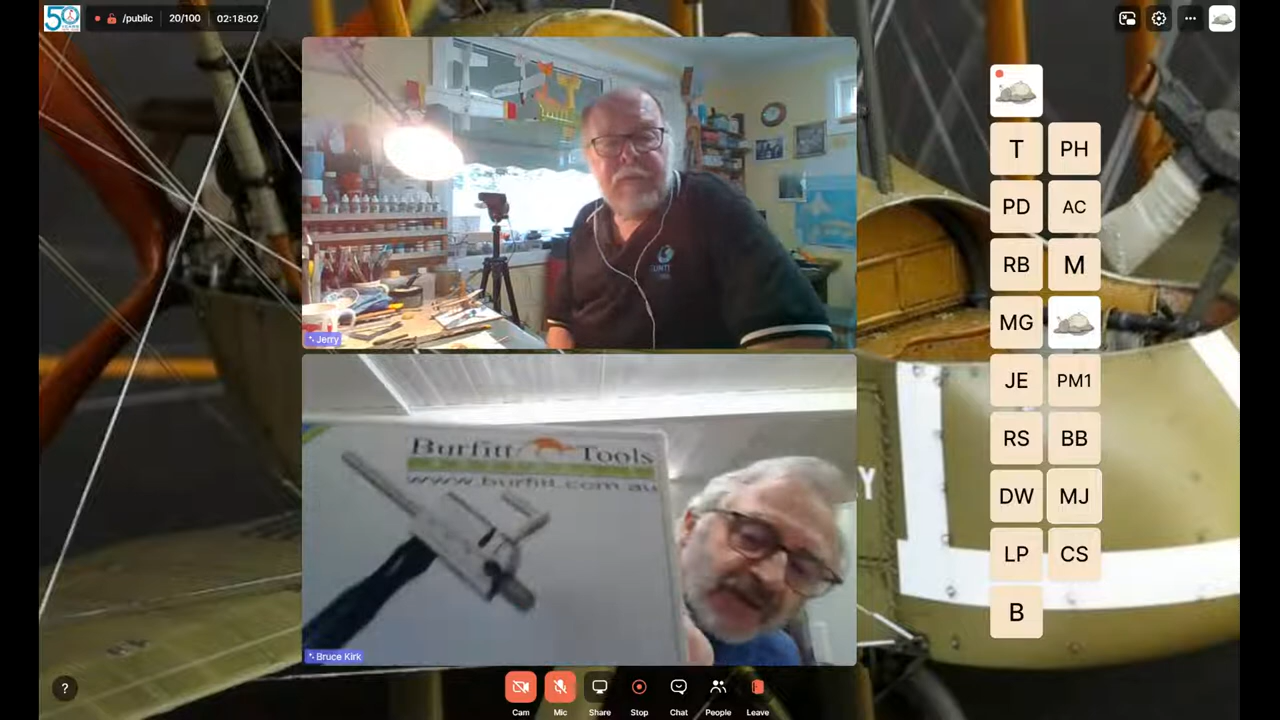 50
/public
20/100
02:18:02
T
PH
PD
AC
RB
M
MG
JE
PM1
RS
BB
DW
MJ
LP
CS
B
Jerry
Burfitt Tools
www.burfitt.com.au
Y
Bruce Kirk
?
Cam
Mic
Share
Stop
Chat
People
Leave